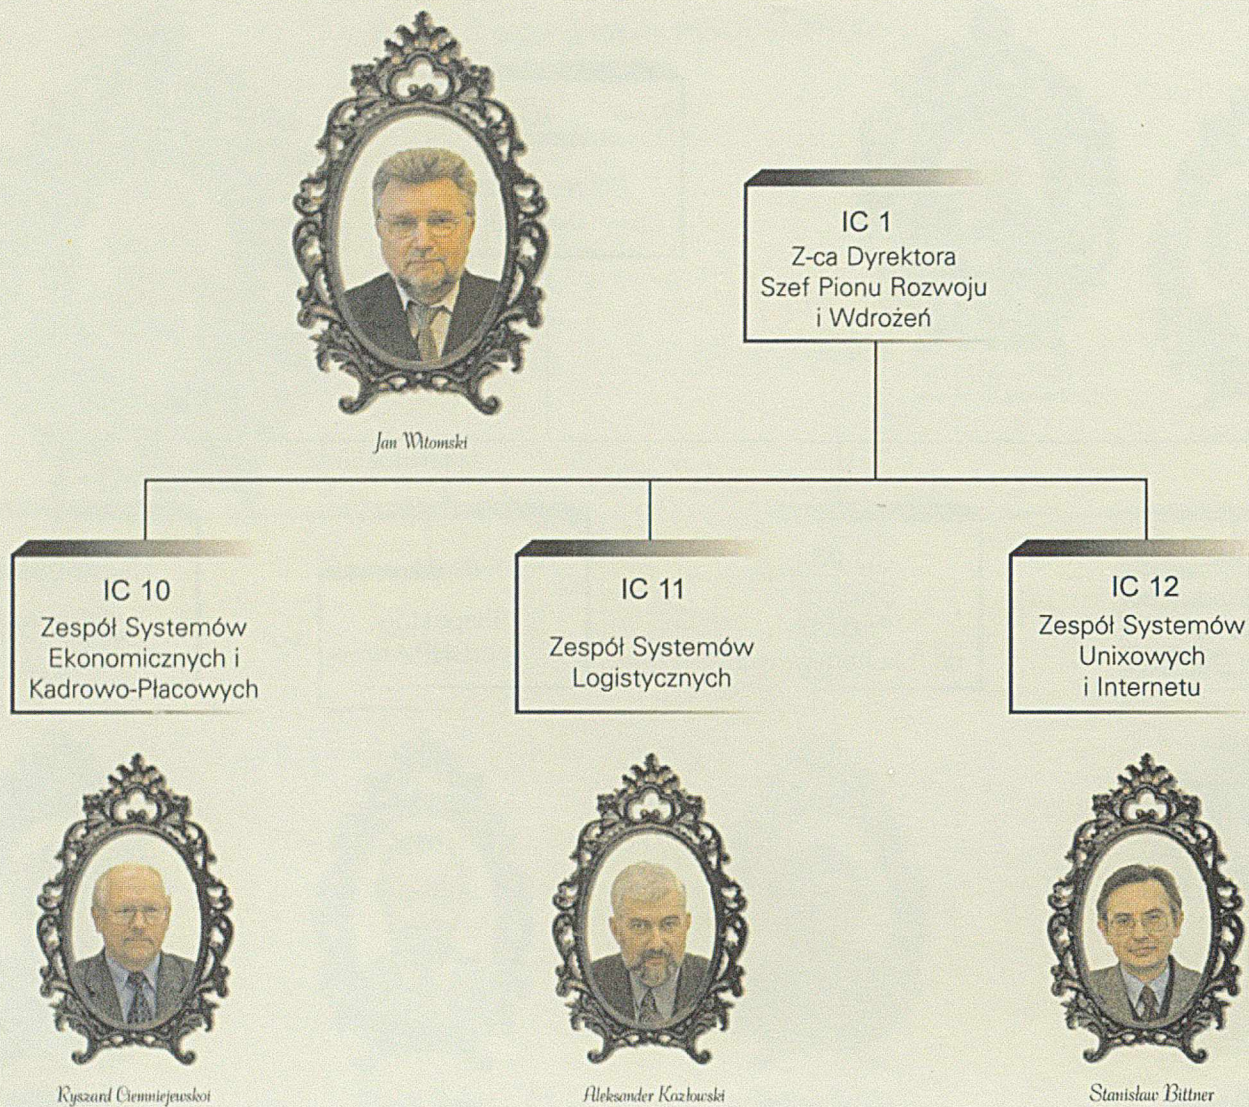 IC 1
Z-ca Dyrektora
Szef Pionu Rozwoju
i Wdrożeń
Jan Witomski
IC 10
Zespół Systemów
Ekonomicznych i
Kadrowo-Płacowych
IC 11
Zespół Systemów
Logistycznych
IC 12
Zespół Systemów
Unixowych
i Internetu
Ryszard Ciemniejewskoi
Aleksander Kozłowski
Stanisław Bittner